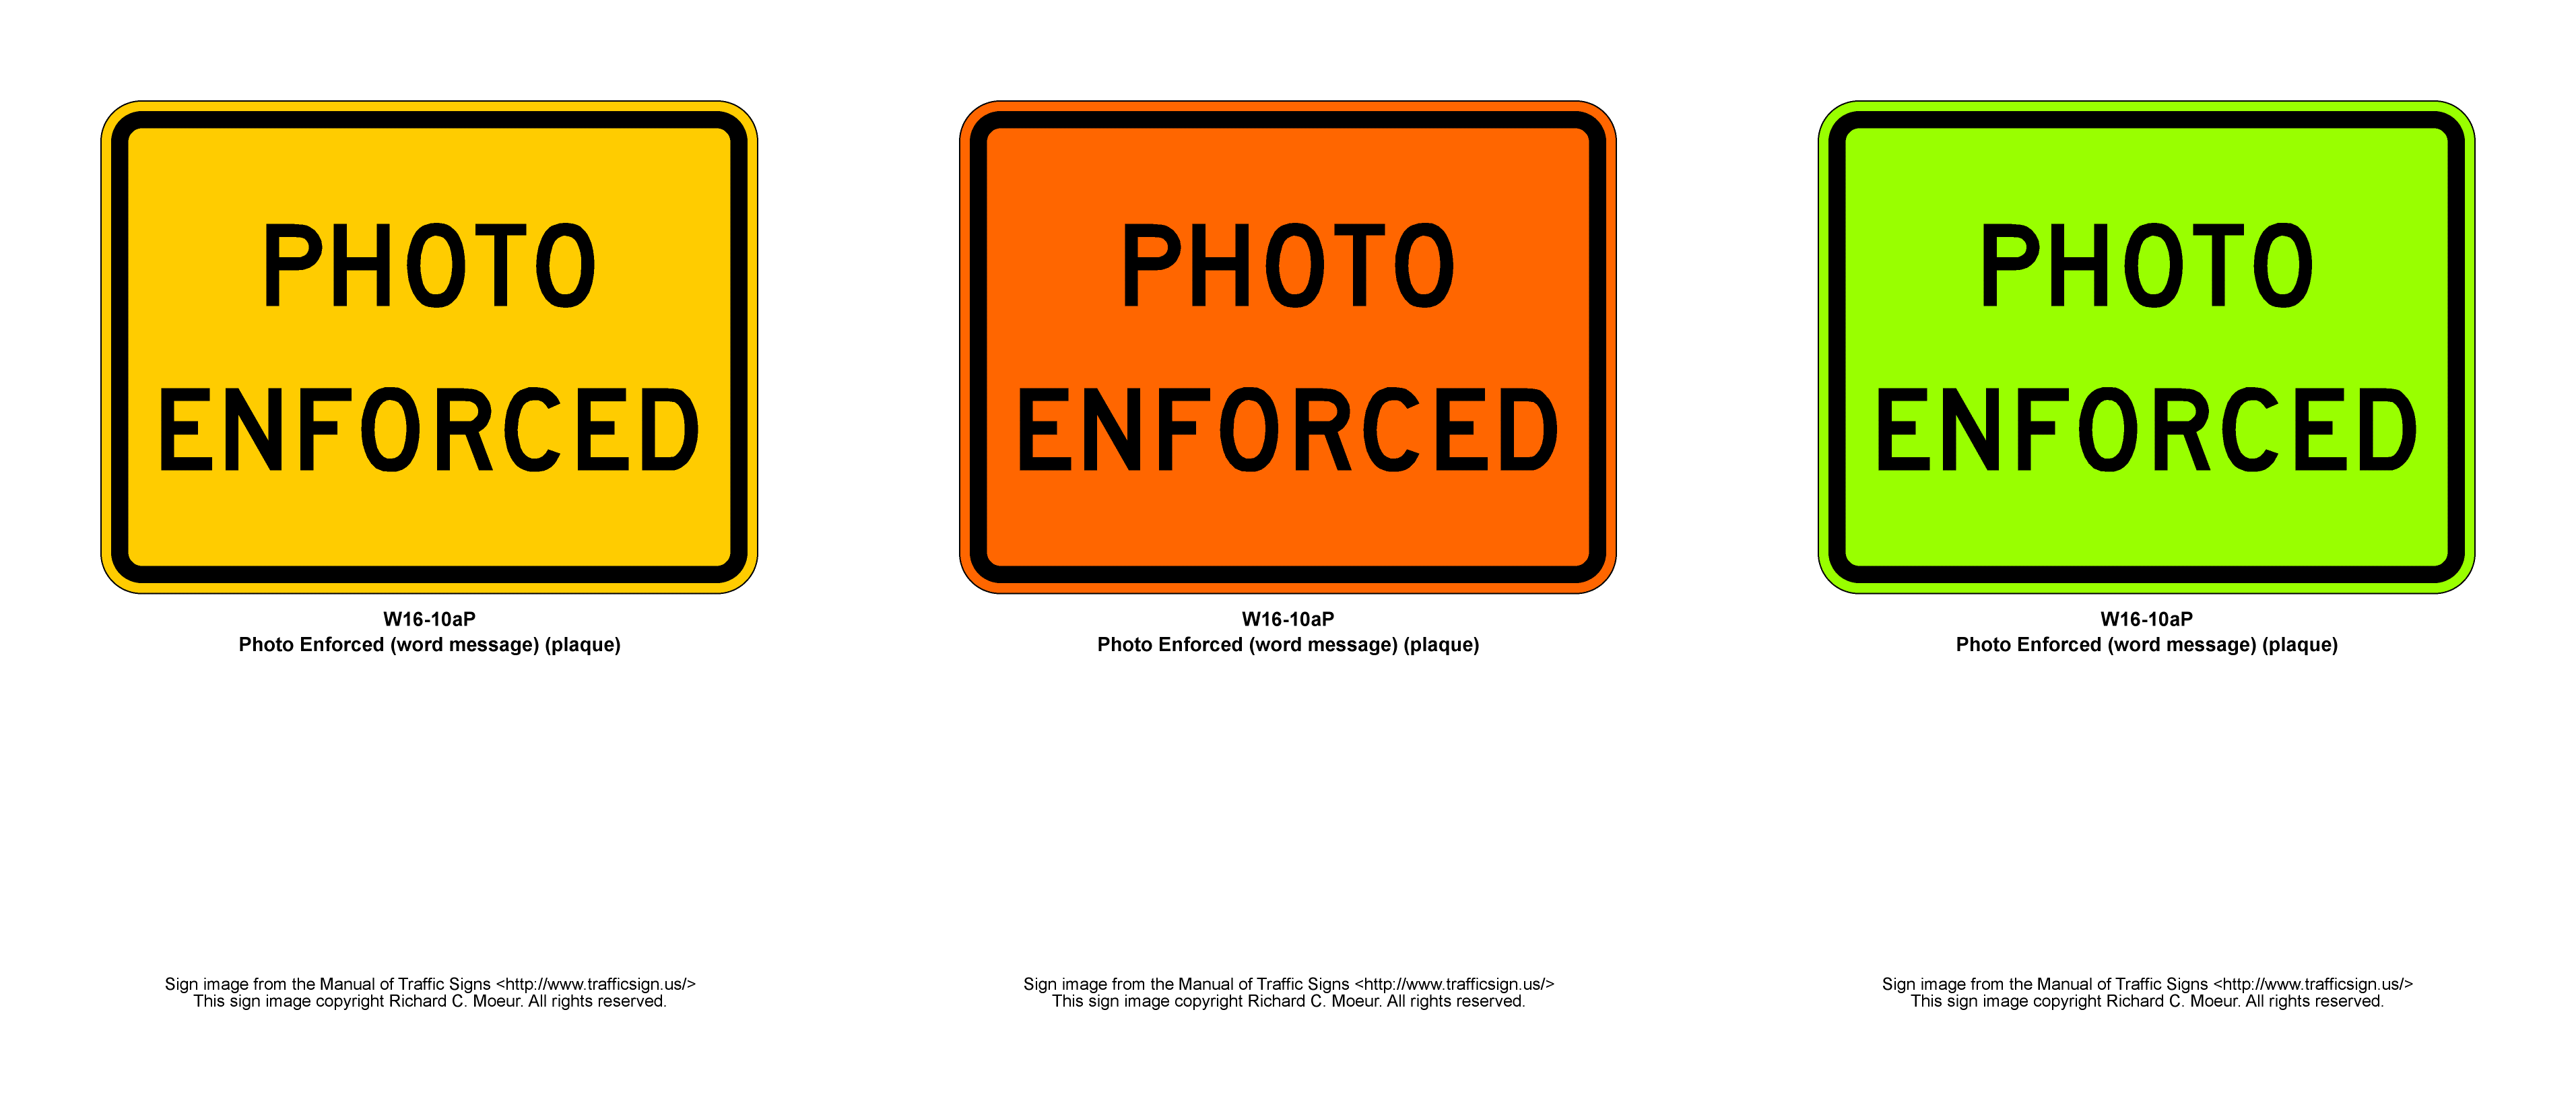 PHOTO
ENFORCED
W16-10aP
Photo Enforced (word message) (plaque)
Sign image from the Manual of Traffic Signs <http://www.trafficsign.us/>
This sign image copyright Richard C. Moeur. All rights reserved.
PHOTO
ENFORCED
W16-10aP
Photo Enforced (word message) (plaque)
Sign image from the Manual of Traffic Signs <http://www.trafficsign.us/>
This sign image copyright Richard C. Moeur. All rights reserved.
PHOTO
ENFORCED
W16-10aP
Photo Enforced (word message) (plaque)
Sign image from the Manual of Traffic Signs <http://www.trafficsign.us/>
This sign image copyright Richard C. Moeur. All rights reserved.